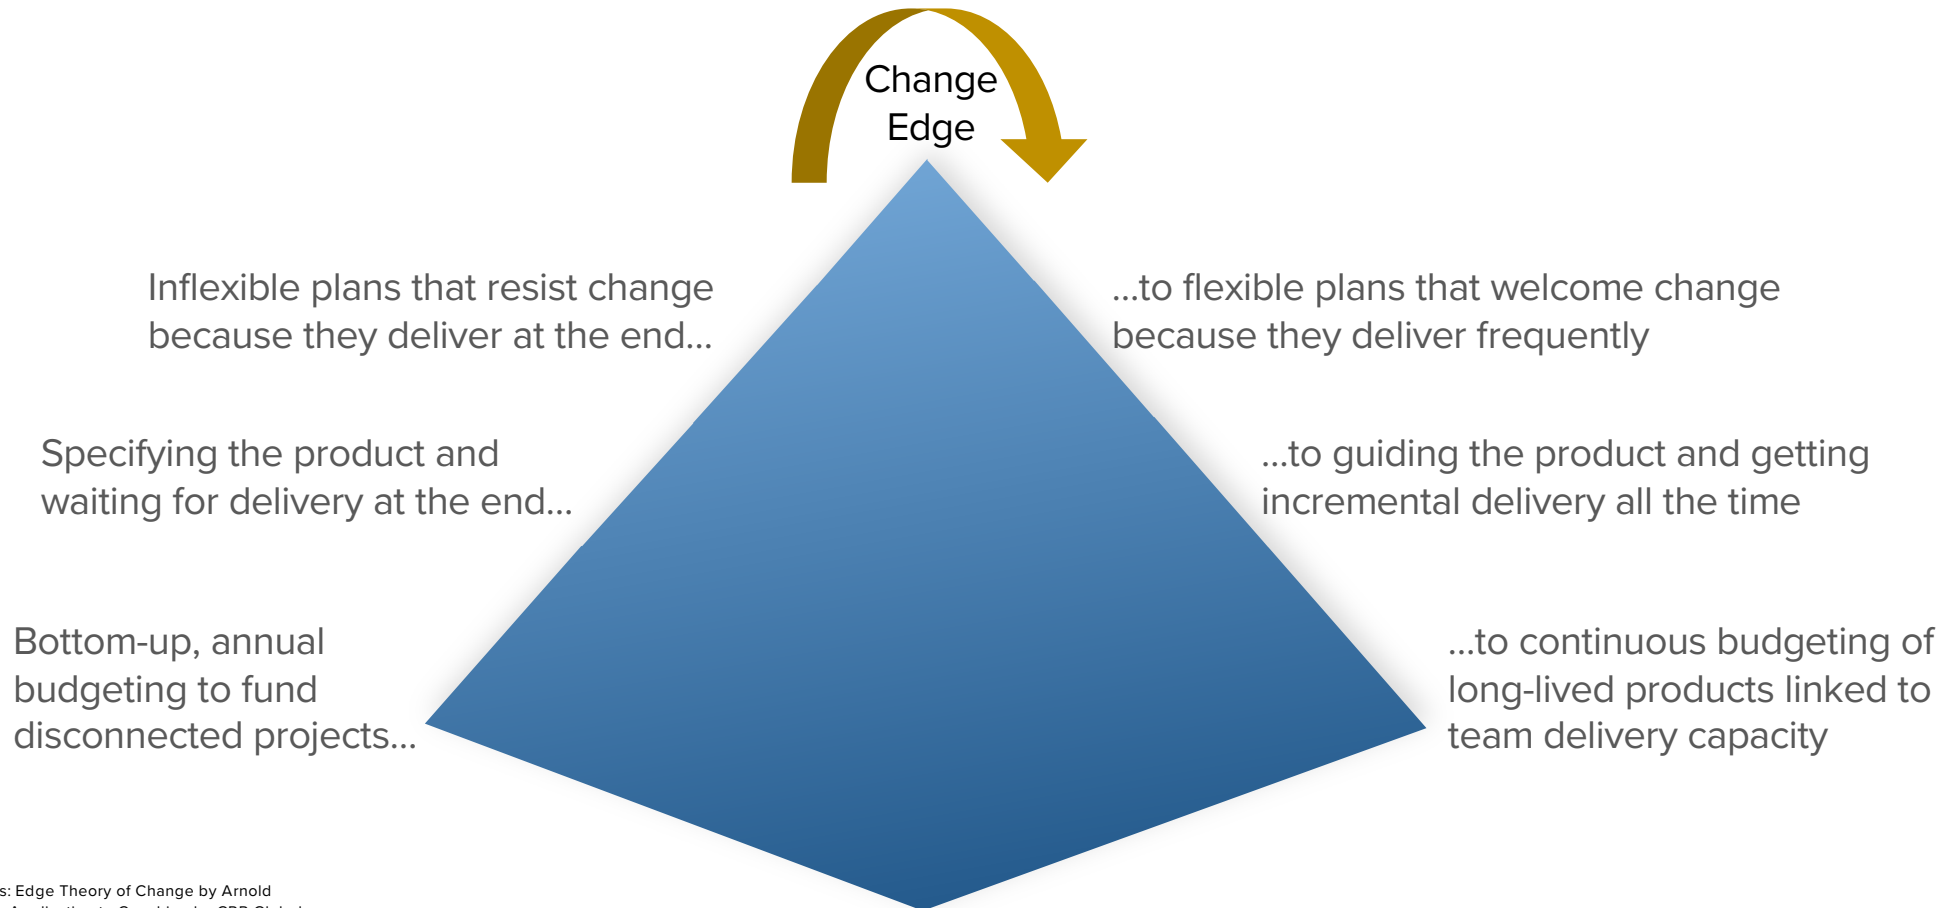 Change
Edge
Inflexible plans that resist change
because they deliver at the end...
...to flexible plans that welcome change
because they deliver frequently
Specifying the product and
waiting for delivery at the end...
...to guiding the product and getting
incremental delivery all the time
Bottom-up, annual
budgeting to fund
disconnected projects...
...to continuous budgeting of
long-lived products linked to
team delivery capacity
s: Edge Theory of Change by Arnold